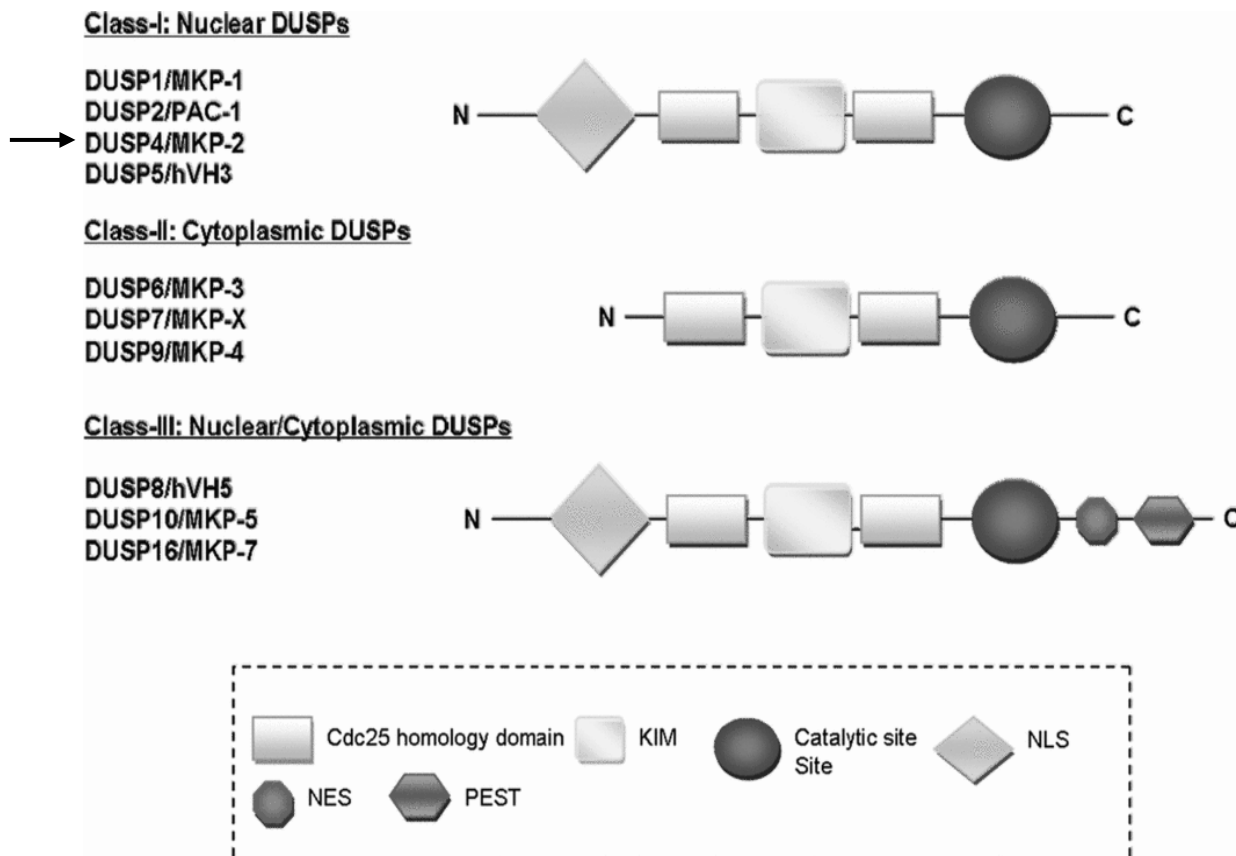 Class-I: Nuclear DUSPs
DUSP1/MKP-1
DUSP2/PAC-1
DUSP4/MKP-2
DUSP5/hVH3
N
C
Class-II: Cytoplasmic DUSPs
DUSP6/MKP-3
DUSP7/MKP-X
DUSP9/MKP-4
N
C
Class-III: Nuclear/Cytoplasmic DUSPs
DUSP8/hVH5
DUSP10/MKP-5
DUSP16/MKP-7
N
C
Cdc25 homology domain
KIM
Catalytic site
Site
NLS
NES
PEST